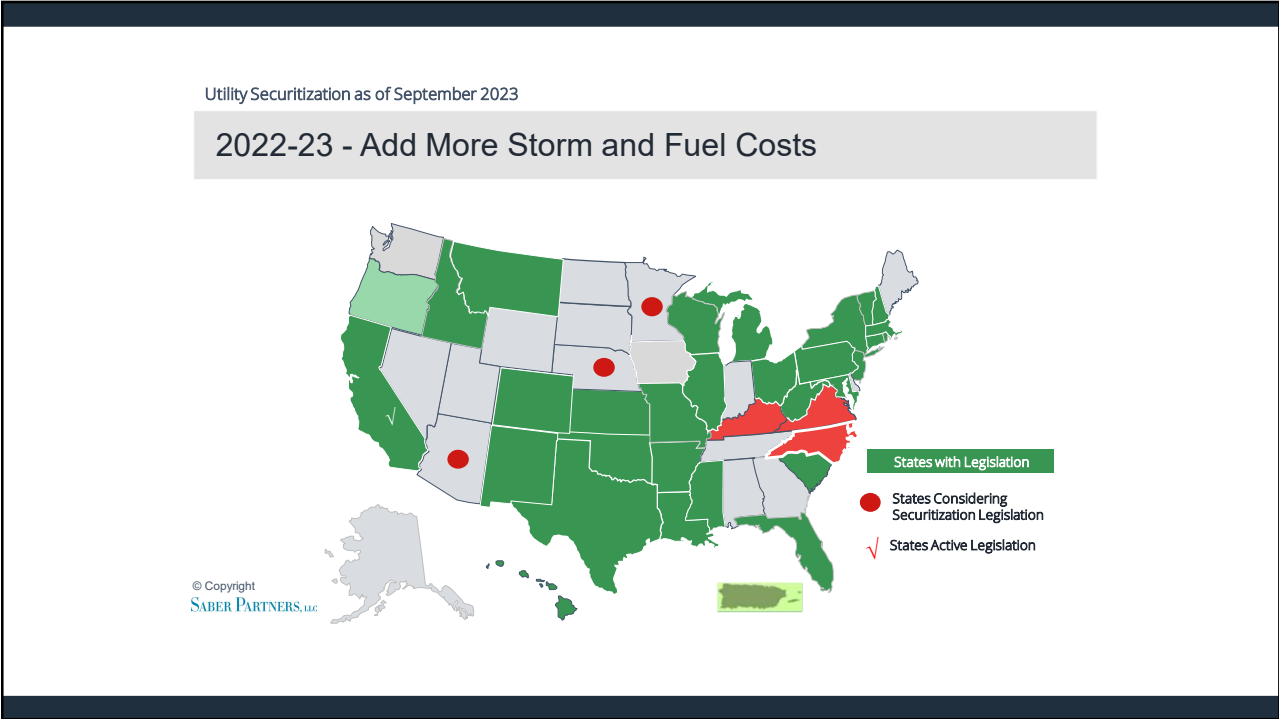 Utility Securitization as of September 2023
2022-23 - Add More Storm and Fuel Costs
√
States with Legislation
States Considering
Securitization Legislation
√ States Active Legislation
© Copyright
SABER PARTNERS, LLC